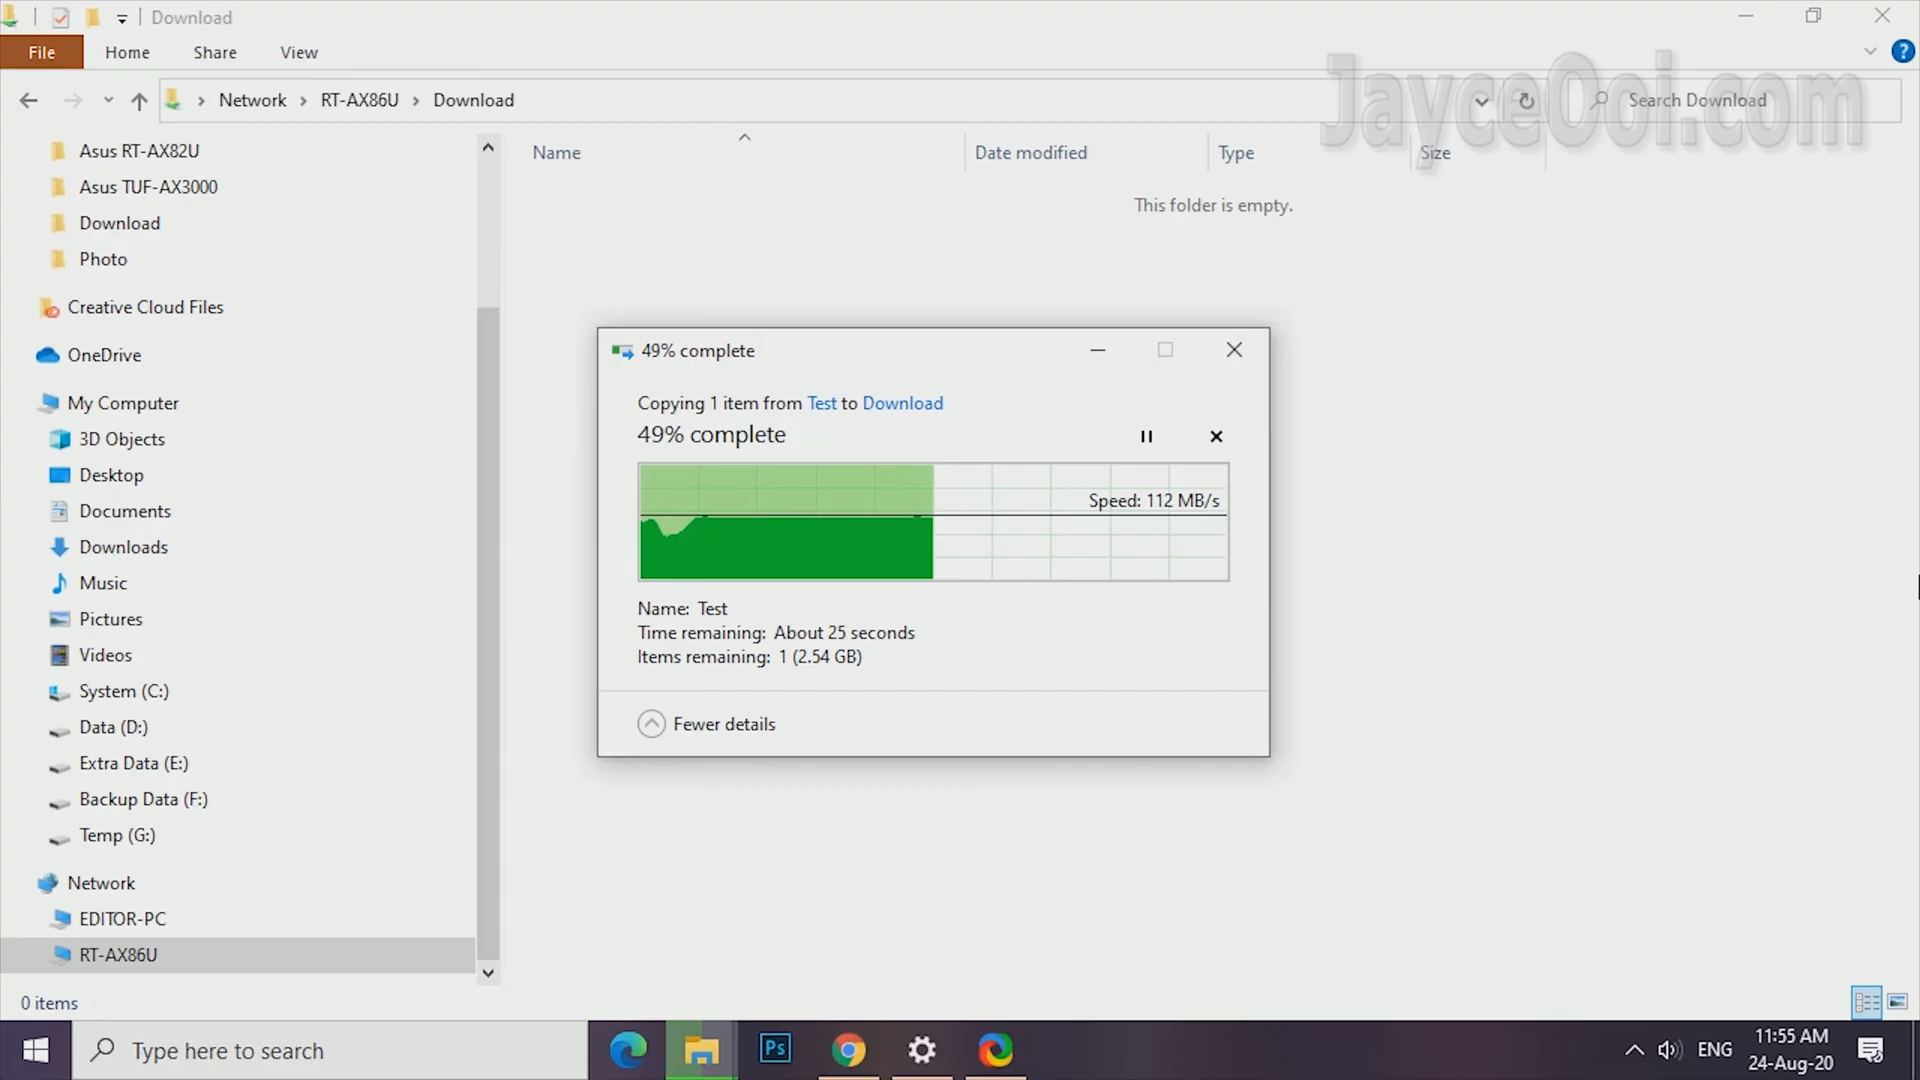 Download
File Home Share View
Network RT-AX86U Download
Search Download
JayceOoi.com
Asus RT-AX82U
Asus TUF-AX3000
Download
Photo
Creative Cloud Files
OneDrive
My Computer
3D Objects
Desktop
Documents
Downloads
Music
Pictures
Videos
System (C:)
Data (D:)
Extra Data (E:)
Backup Data (F:)
Temp (G:)
Network
EDITOR-PC
RT-AX86U
Name Date modified Type Size
This folder is empty.
49% complete
Copying 1 item from Test to Download
49% complete
Speed: 112 MB/s
Name: Test
Time remaining: About 25 seconds
Items remaining: 1 (2.54 GB)
Fewer details
0 items
Type here to search
Ps
ENG
11:55 AM
24-Aug-20